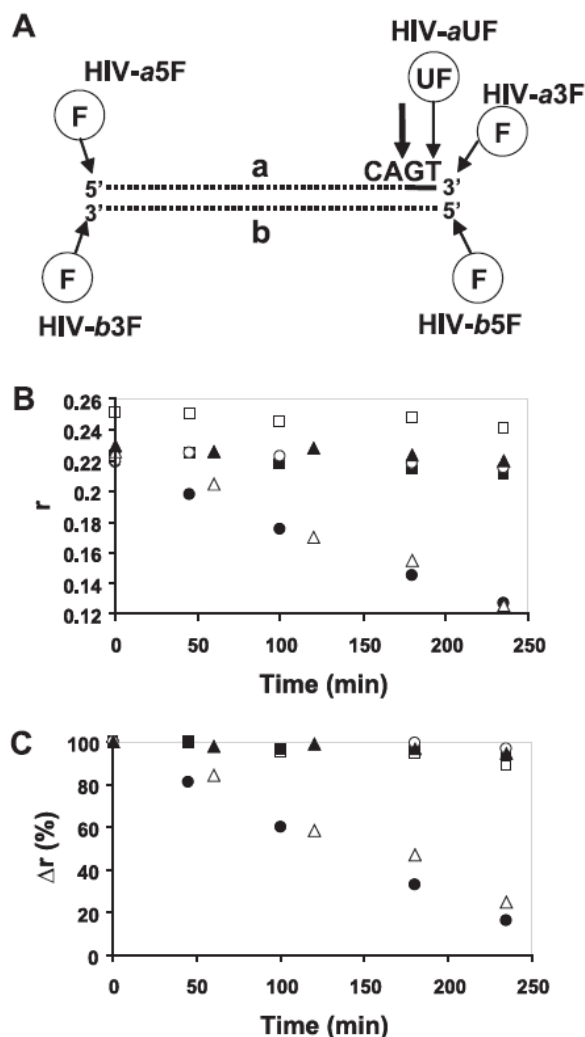 A
HIV-aUF
HIV-a5F
UF
HIV-a3F
F
F
CAGT
a
5’
3’
3’
5’
b
F
F
HIV-b3F
HIV-b5F
B
0.26
0.24
0.22
0.2
0.18
0.16
0.14
0.12
r
0
50
100
150
200
250
Time (min)
C
100
80
60
40
20
0
Δr (%)
0
50
100
150
200
250
Time (min)